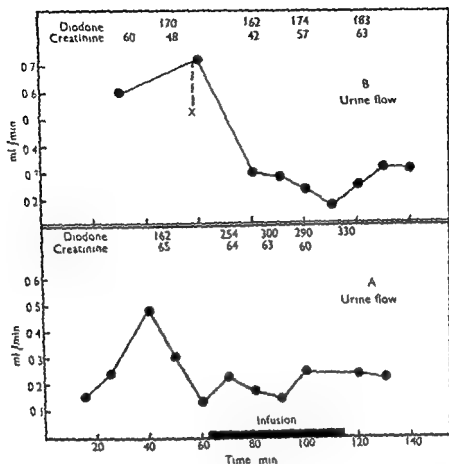 Diodone 170 162 174 183
Creatinine 60 48 42 57 63
0.7
0.6
B
Urine flow
X
ml/min
0.3
0.2
Diodone 162 254 300 290 330
Creatinine 65 64 63 60
A
Urine flow
0.5
0.4
ml/min
0.3
0.2
0.1
Infusion
20 40 60 80 100 120 140
Time min